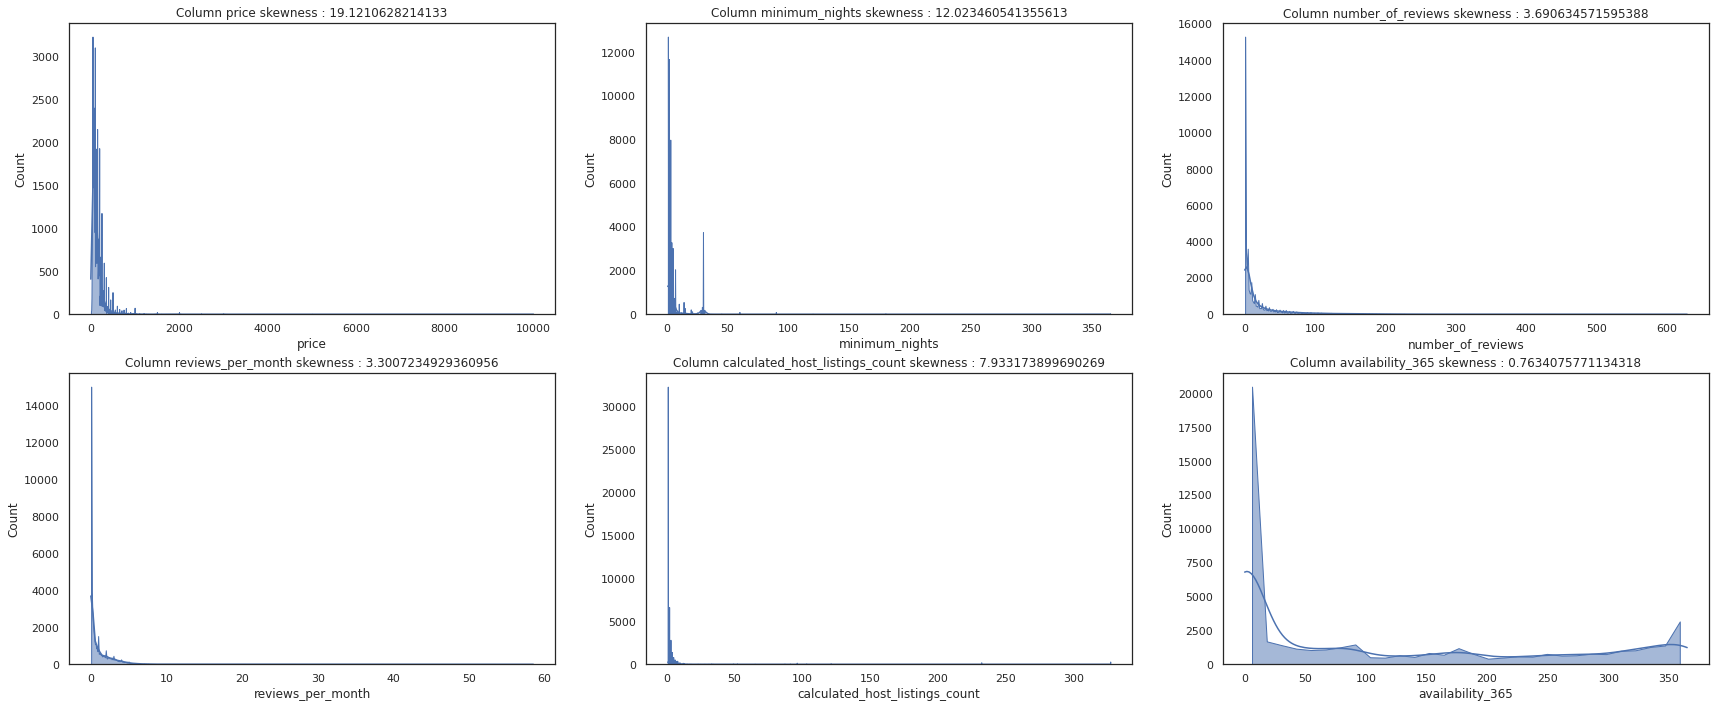 Column price skewness : 19.1210628214133
3000
2500
2000
1500
1000
500
0
Count
0 2000 4000 6000 8000 10000
price
Column minimum_nights skewness : 12.023460541355613
12000
10000
8000
6000
4000
2000
0
Count
0 50 100 150 200 250 300 350
minimum_nights
Column number_of_reviews skewness : 3.690634571595388
16000
14000
12000
10000
8000
6000
4000
2000
0
Count
0 100 200 300 400 500 600
number_of_reviews
Column reviews_per_month skewness : 3.3007234929360956
14000
12000
10000
8000
6000
4000
2000
0
Count
0 10 20 30 40 50 60
reviews_per_month
Column calculated_host_listings_count skewness : 7.933173899690269
30000
25000
20000
15000
10000
5000
0
Count
0 50 100 150 200 250 300
calculated_host_listings_count
Column availability_365 skewness : 0.7634075771134318
20000
17500
15000
12500
10000
7500
5000
2500
0
Count
0 50 100 150 200 250 300 350
availability_365